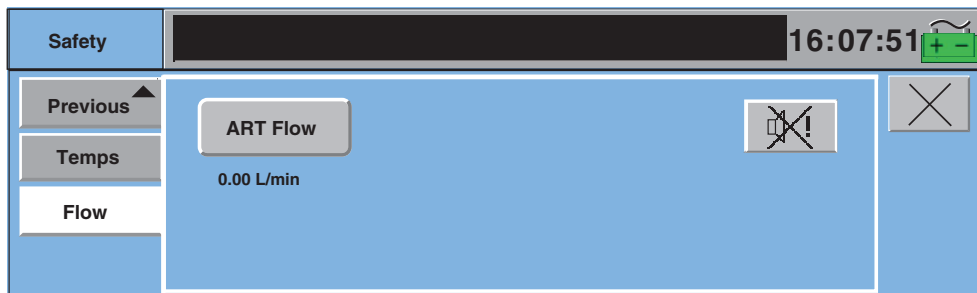 Safety
16:07:51
Previous
Temps
Flow
ART Flow
0.00 L/min
!
+ −